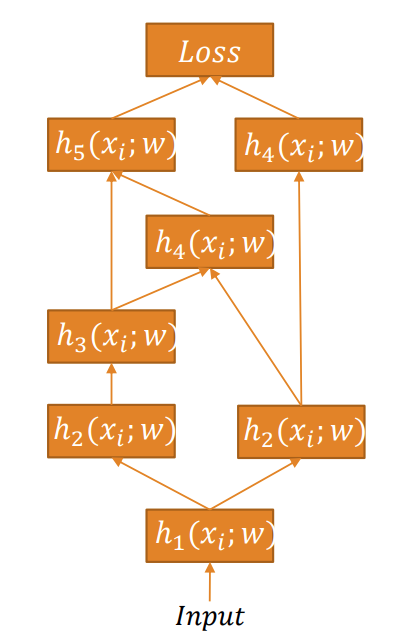 Loss
h₅(xᵢ; w)
h₄(xᵢ; w)
h₄(xᵢ; w)
h₃(xᵢ; w)
h₂(xᵢ; w)
h₂(xᵢ; w)
h₁(xᵢ; w)
Input